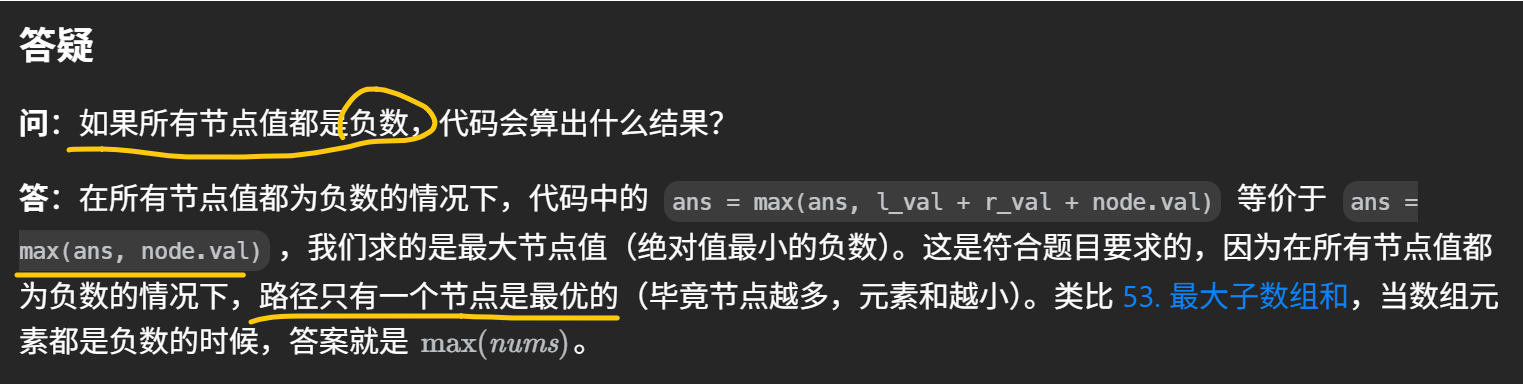 答疑
问：如果所有节点值都是负数，代码会算出什么结果？
答：在所有节点值都为负数的情况下，代码中的 ans = max(ans, l_val + r_val + node.val) 等价于 ans =
max(ans, node.val) ，我们求的是最大节点值（绝对值最小的负数）。这是符合题目要求的，因为在所有节点值都
为负数的情况下，路径只有一个节点是最优的（毕竟节点越多，元素和越小）。类比 53. 最大子数组和，当数组元
素都是负数的时候，答案就是 max(nums)。